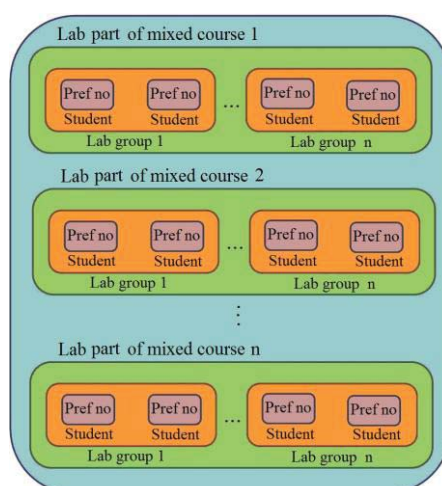 Lab part of mixed course 1
Pref no Pref no ... Pref no Pref no
Student Student Student Student
Lab group 1 Lab group n
Lab part of mixed course 2
Pref no Pref no ... Pref no Pref no
Student Student Student Student
Lab group 1 Lab group n
⋮
Lab part of mixed course n
Pref no Pref no ... Pref no Pref no
Student Student Student Student
Lab group 1 Lab group n